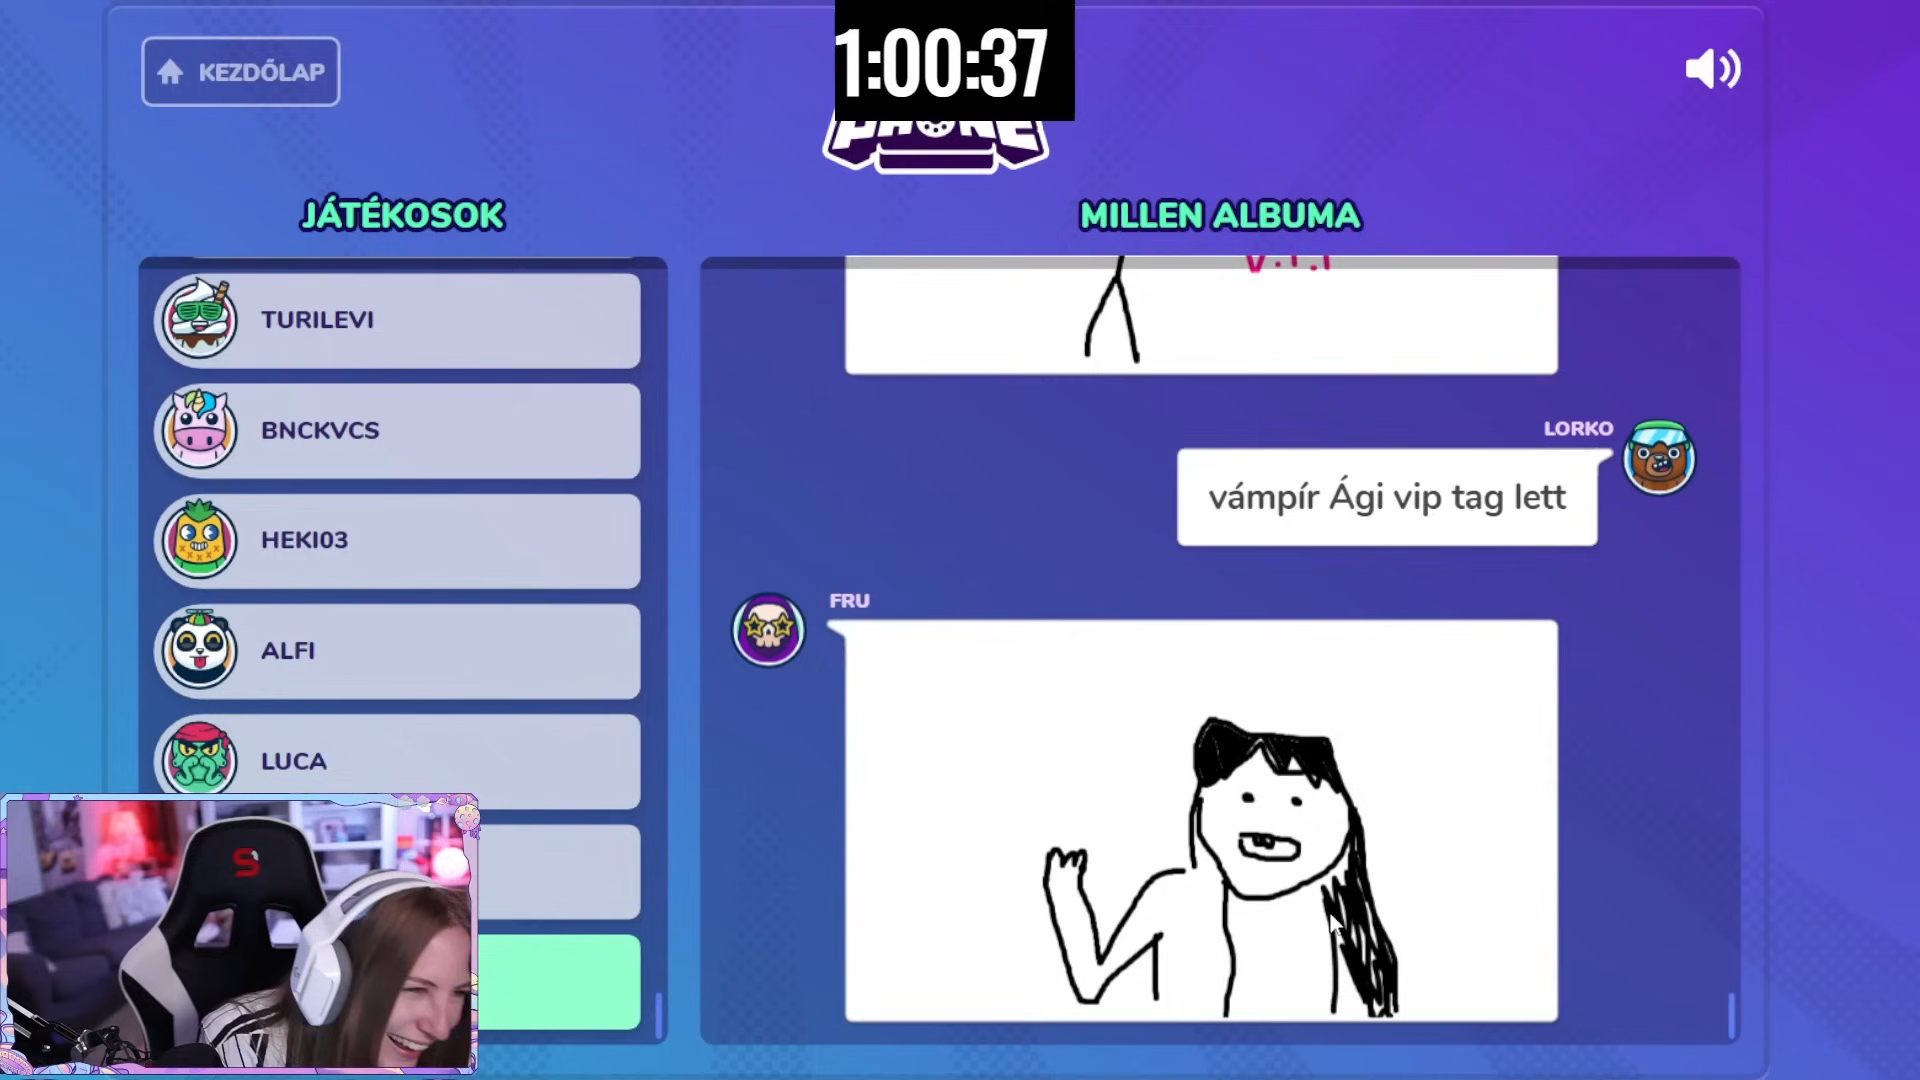 1:00:37
KEZDŐLAP
PHONE
JÁTÉKOSOK
MILLEN ALBUMA
V.I.P
TURILEVI
BNCKVCS
HEKI03
ALFI
LUCA
LORKO
vámpír Ági vip tag lett
FRU
S